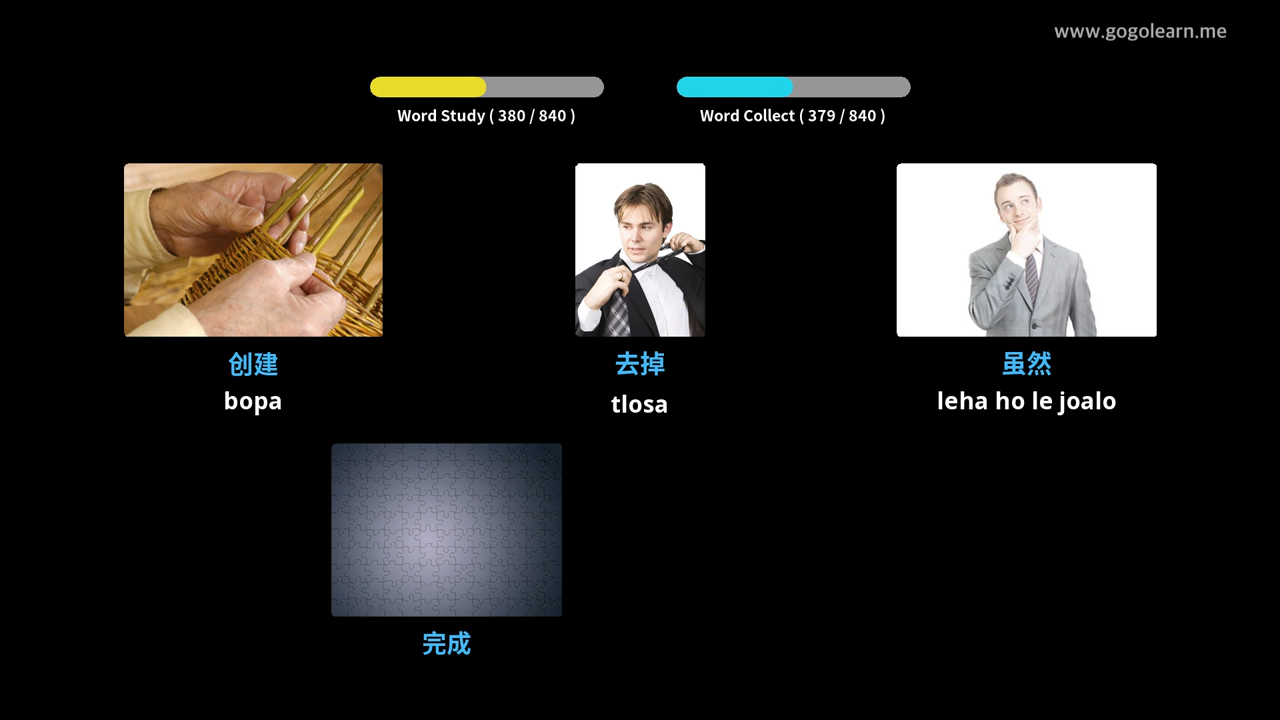 www.gogolearn.me
Word Study ( 380 / 840 )
Word Collect ( 379 / 840 )
创建
bopa
去掉
tlosa
虽然
leha ho le joalo
完成